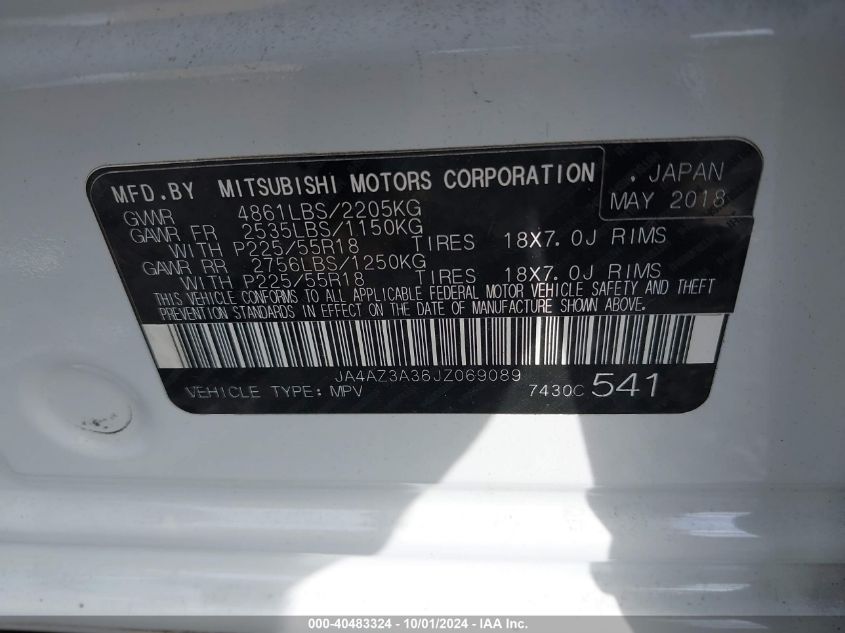 MFD.BY MITSUBISHI MOTORS CORPORATION
. JAPAN
MAY 2018
GWWR 4861LBS/2205KG
GAWR FR 2535LBS/1150KG
WITH P225/55R18 TIRES 18X7.0J RIMS
GAWR RR 2756LBS/1250KG
WITH P225/55R18 TIRES 18X7.0J RIMS
THIS VEHICLE CONFORMS TO ALL APPLICABLE FEDERAL MOTOR VEHICLE SAFETY AND THEFT
PREVENTION STANDARDS IN EFFECT ON THE DATE OF MANUFACTURE SHOWN ABOVE.
JA4AZ3A36JZ069089
VEHICLE TYPE: MPV 7430C 541
000-40483324 - 10/01/2024 - IAA Inc.